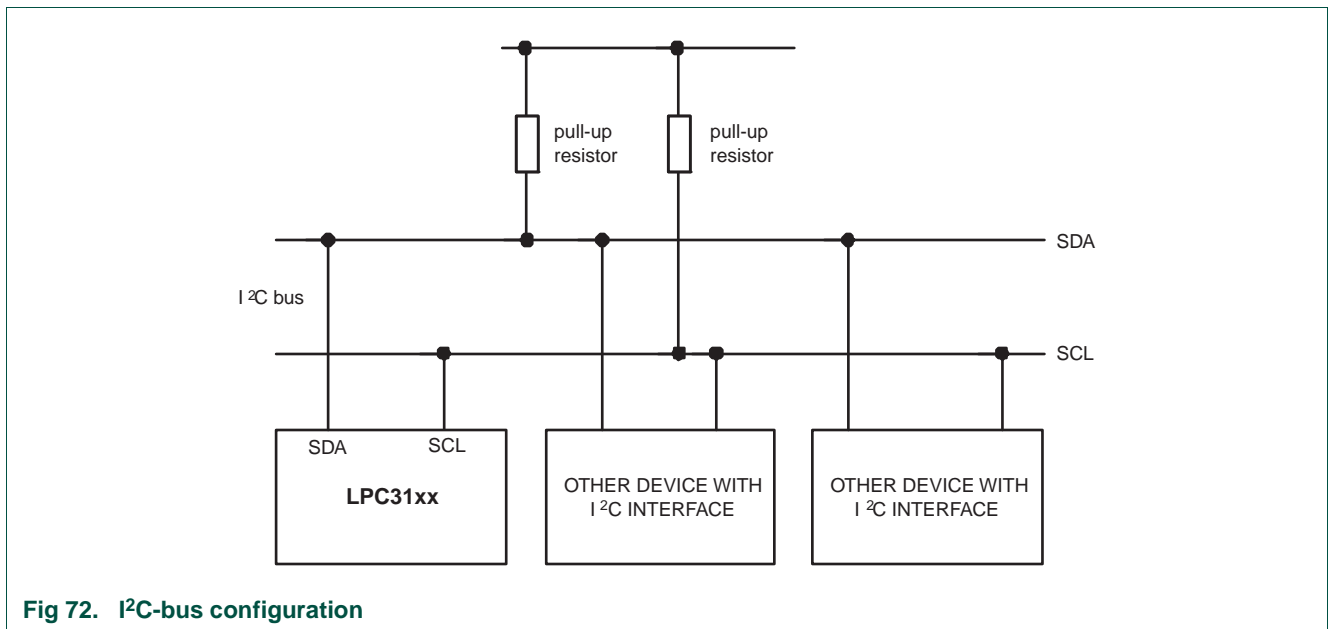 pull-up
resistor
pull-up
resistor
SDA
I ²C bus
SCL
SDA
SCL
LPC31xx
OTHER DEVICE WITH
I ²C INTERFACE
OTHER DEVICE WITH
I ²C INTERFACE
Fig 72. I²C-bus configuration